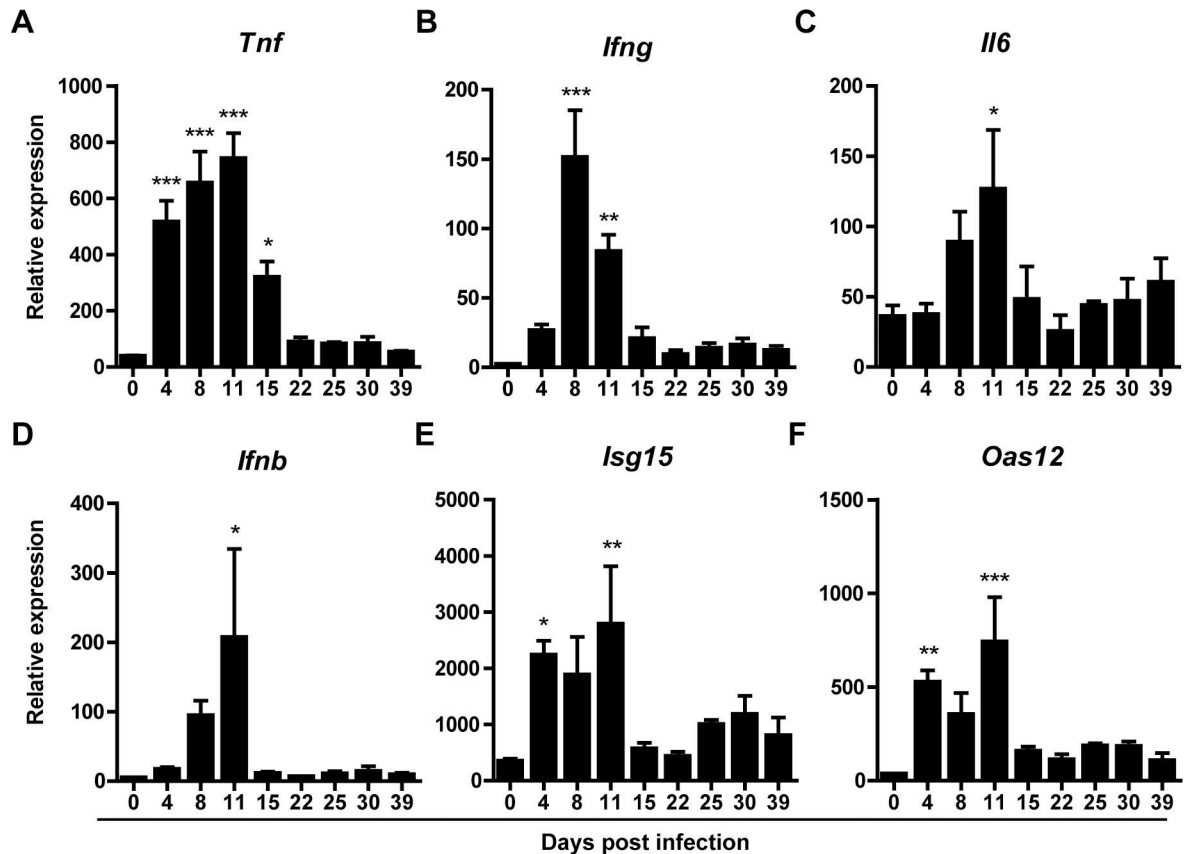 A
Tnf
Relative expression
1000
800
600
400
200
0
***
***
***
*
0 4 8 11 15 22 25 30 39
B
Ifng
200
150
100
50
0
***
**
0 4 8 11 15 22 25 30 39
C
Il6
200
150
100
50
0
*
0 4 8 11 15 22 25 30 39
D
Ifnb
Relative expression
400
300
200
100
0
*
0 4 8 11 15 22 25 30 39
E
Isg15
5000
4000
3000
2000
1000
0
*
**
0 4 8 11 15 22 25 30 39
F
Oas12
1500
1000
500
0
**
***
0 4 8 11 15 22 25 30 39
Days post infection